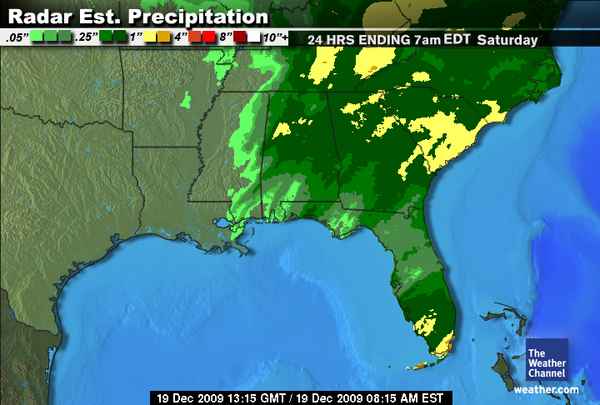 Radar Est. Precipitation
.05" .25" 1" 4" 8" 10"+
24 HRS ENDING 7am EDT Saturday
The
Weather
Channel
weather.com
19 Dec 2009 13:15 GMT / 19 Dec 2009 08:15 AM EST